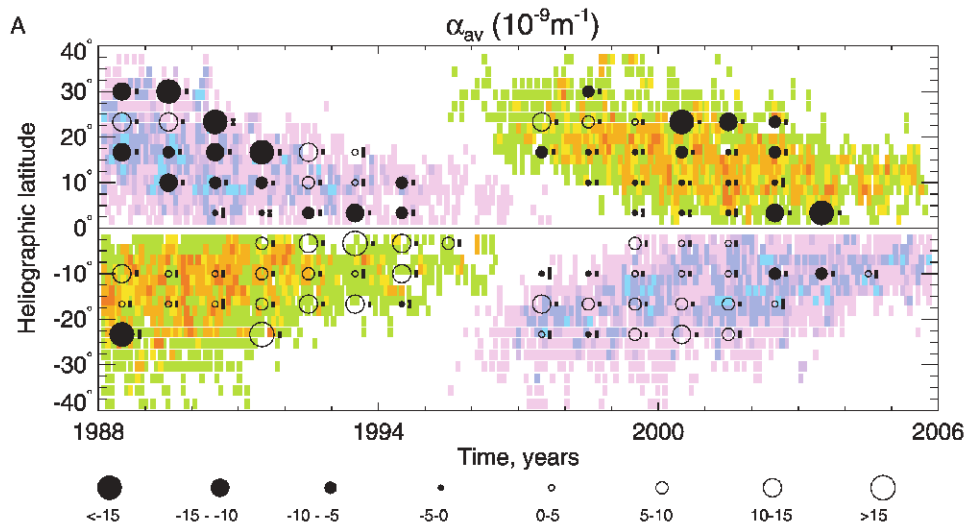 A
α_av (10^-9 m^-1)
40°
30°
20°
10°
0°
-10°
-20°
-30°
-40°
Heliographic latitude
1988 1994 2000 2006
Time, years
<-15 -15 - -10 -10 - -5 -5-0 0-5 5-10 10-15 >15